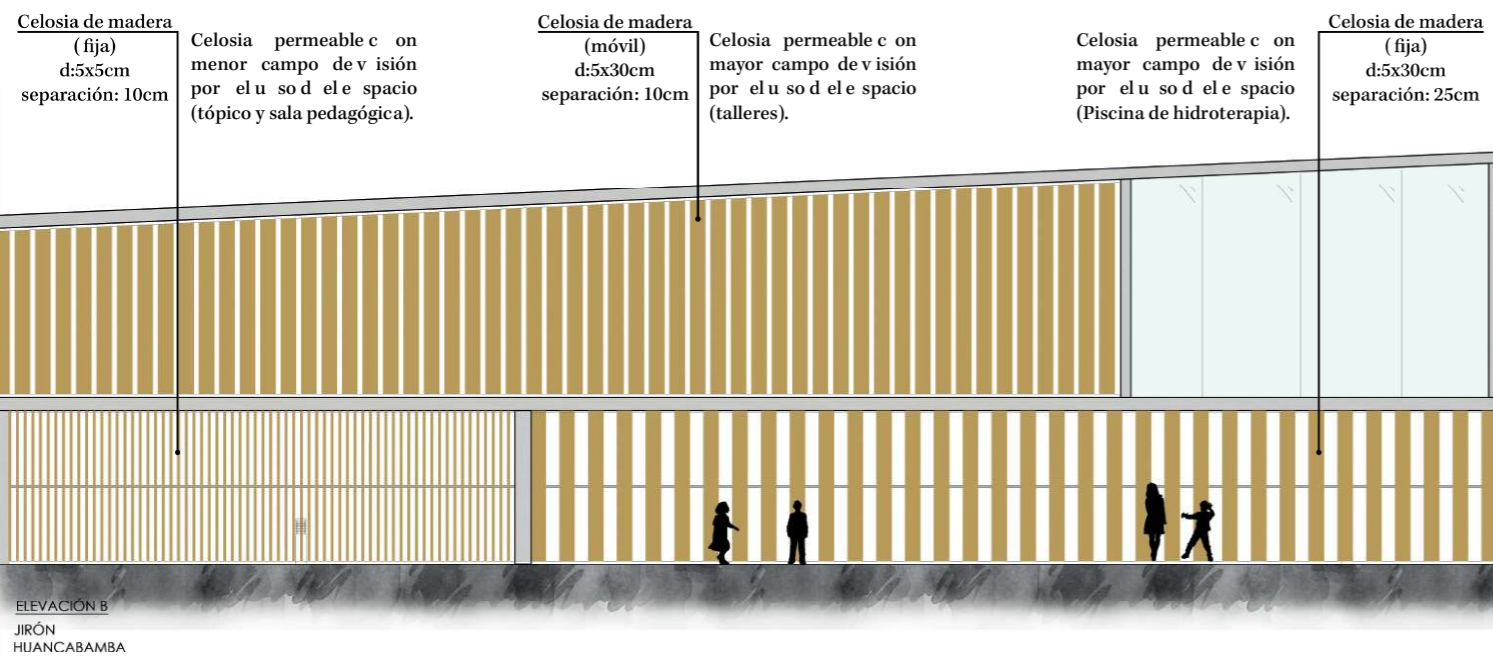 Celosia de madera
( fija)
d:5x5cm
separación: 10cm
Celosia permeable c on
menor campo de v isión
por el u so d el e spacio
(tópico y sala pedagógica).
Celosia de madera
(móvil)
d:5x30cm
separación: 10cm
Celosia permeable c on
mayor campo de v isión
por el u so d el e spacio
(talleres).
Celosia permeable c on
mayor campo de v isión
por el u so d el e spacio
(Piscina de hidroterapia).
Celosia de madera
( fija)
d:5x30cm
separación: 25cm
ELEVACIÓN B
JIRÓN
HUANCABAMBA